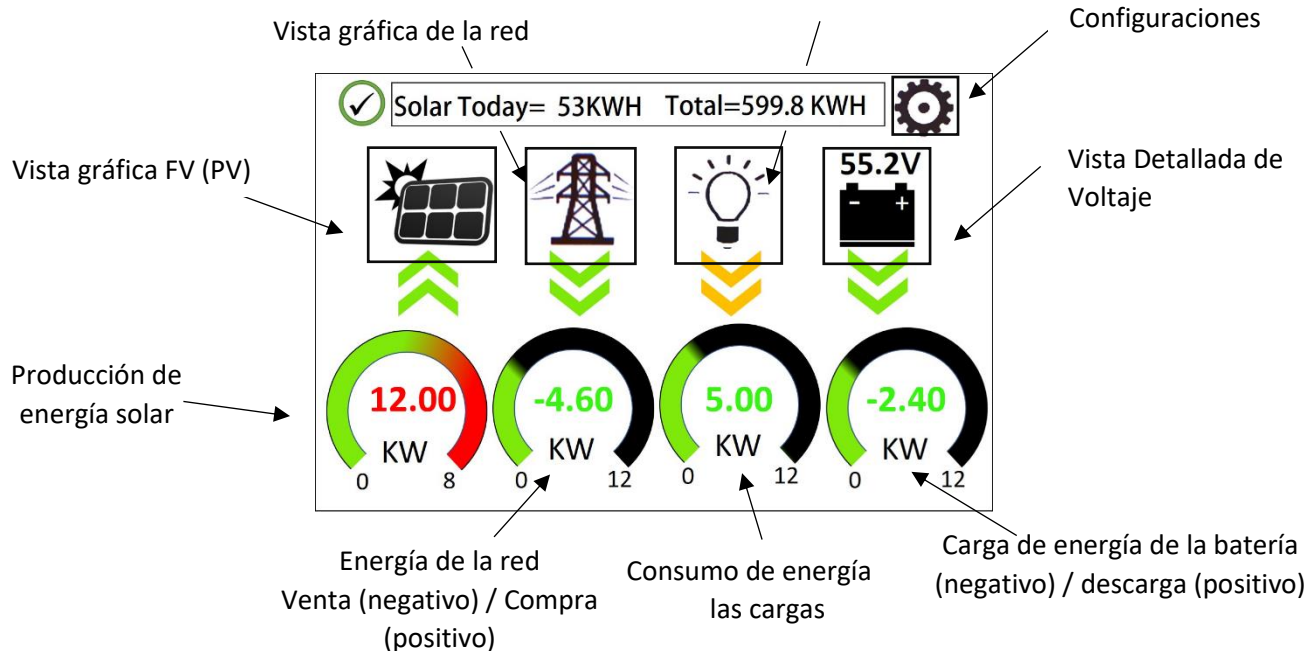 Configuraciones
Vista gráfica de la red
Solar Today= 53KWH Total=599.8 KWH
Vista gráfica FV (PV)
55.2V
- +
Vista Detallada de
Voltaje
Producción de
energía solar
12.00
KW
0 8
-4.60
KW
0 12
5.00
KW
0 12
-2.40
KW
0 12
Energía de la red
Venta (negativo) / Compra
(positivo)
Consumo de energía
las cargas
Carga de energía de la batería
(negativo) / descarga (positivo)